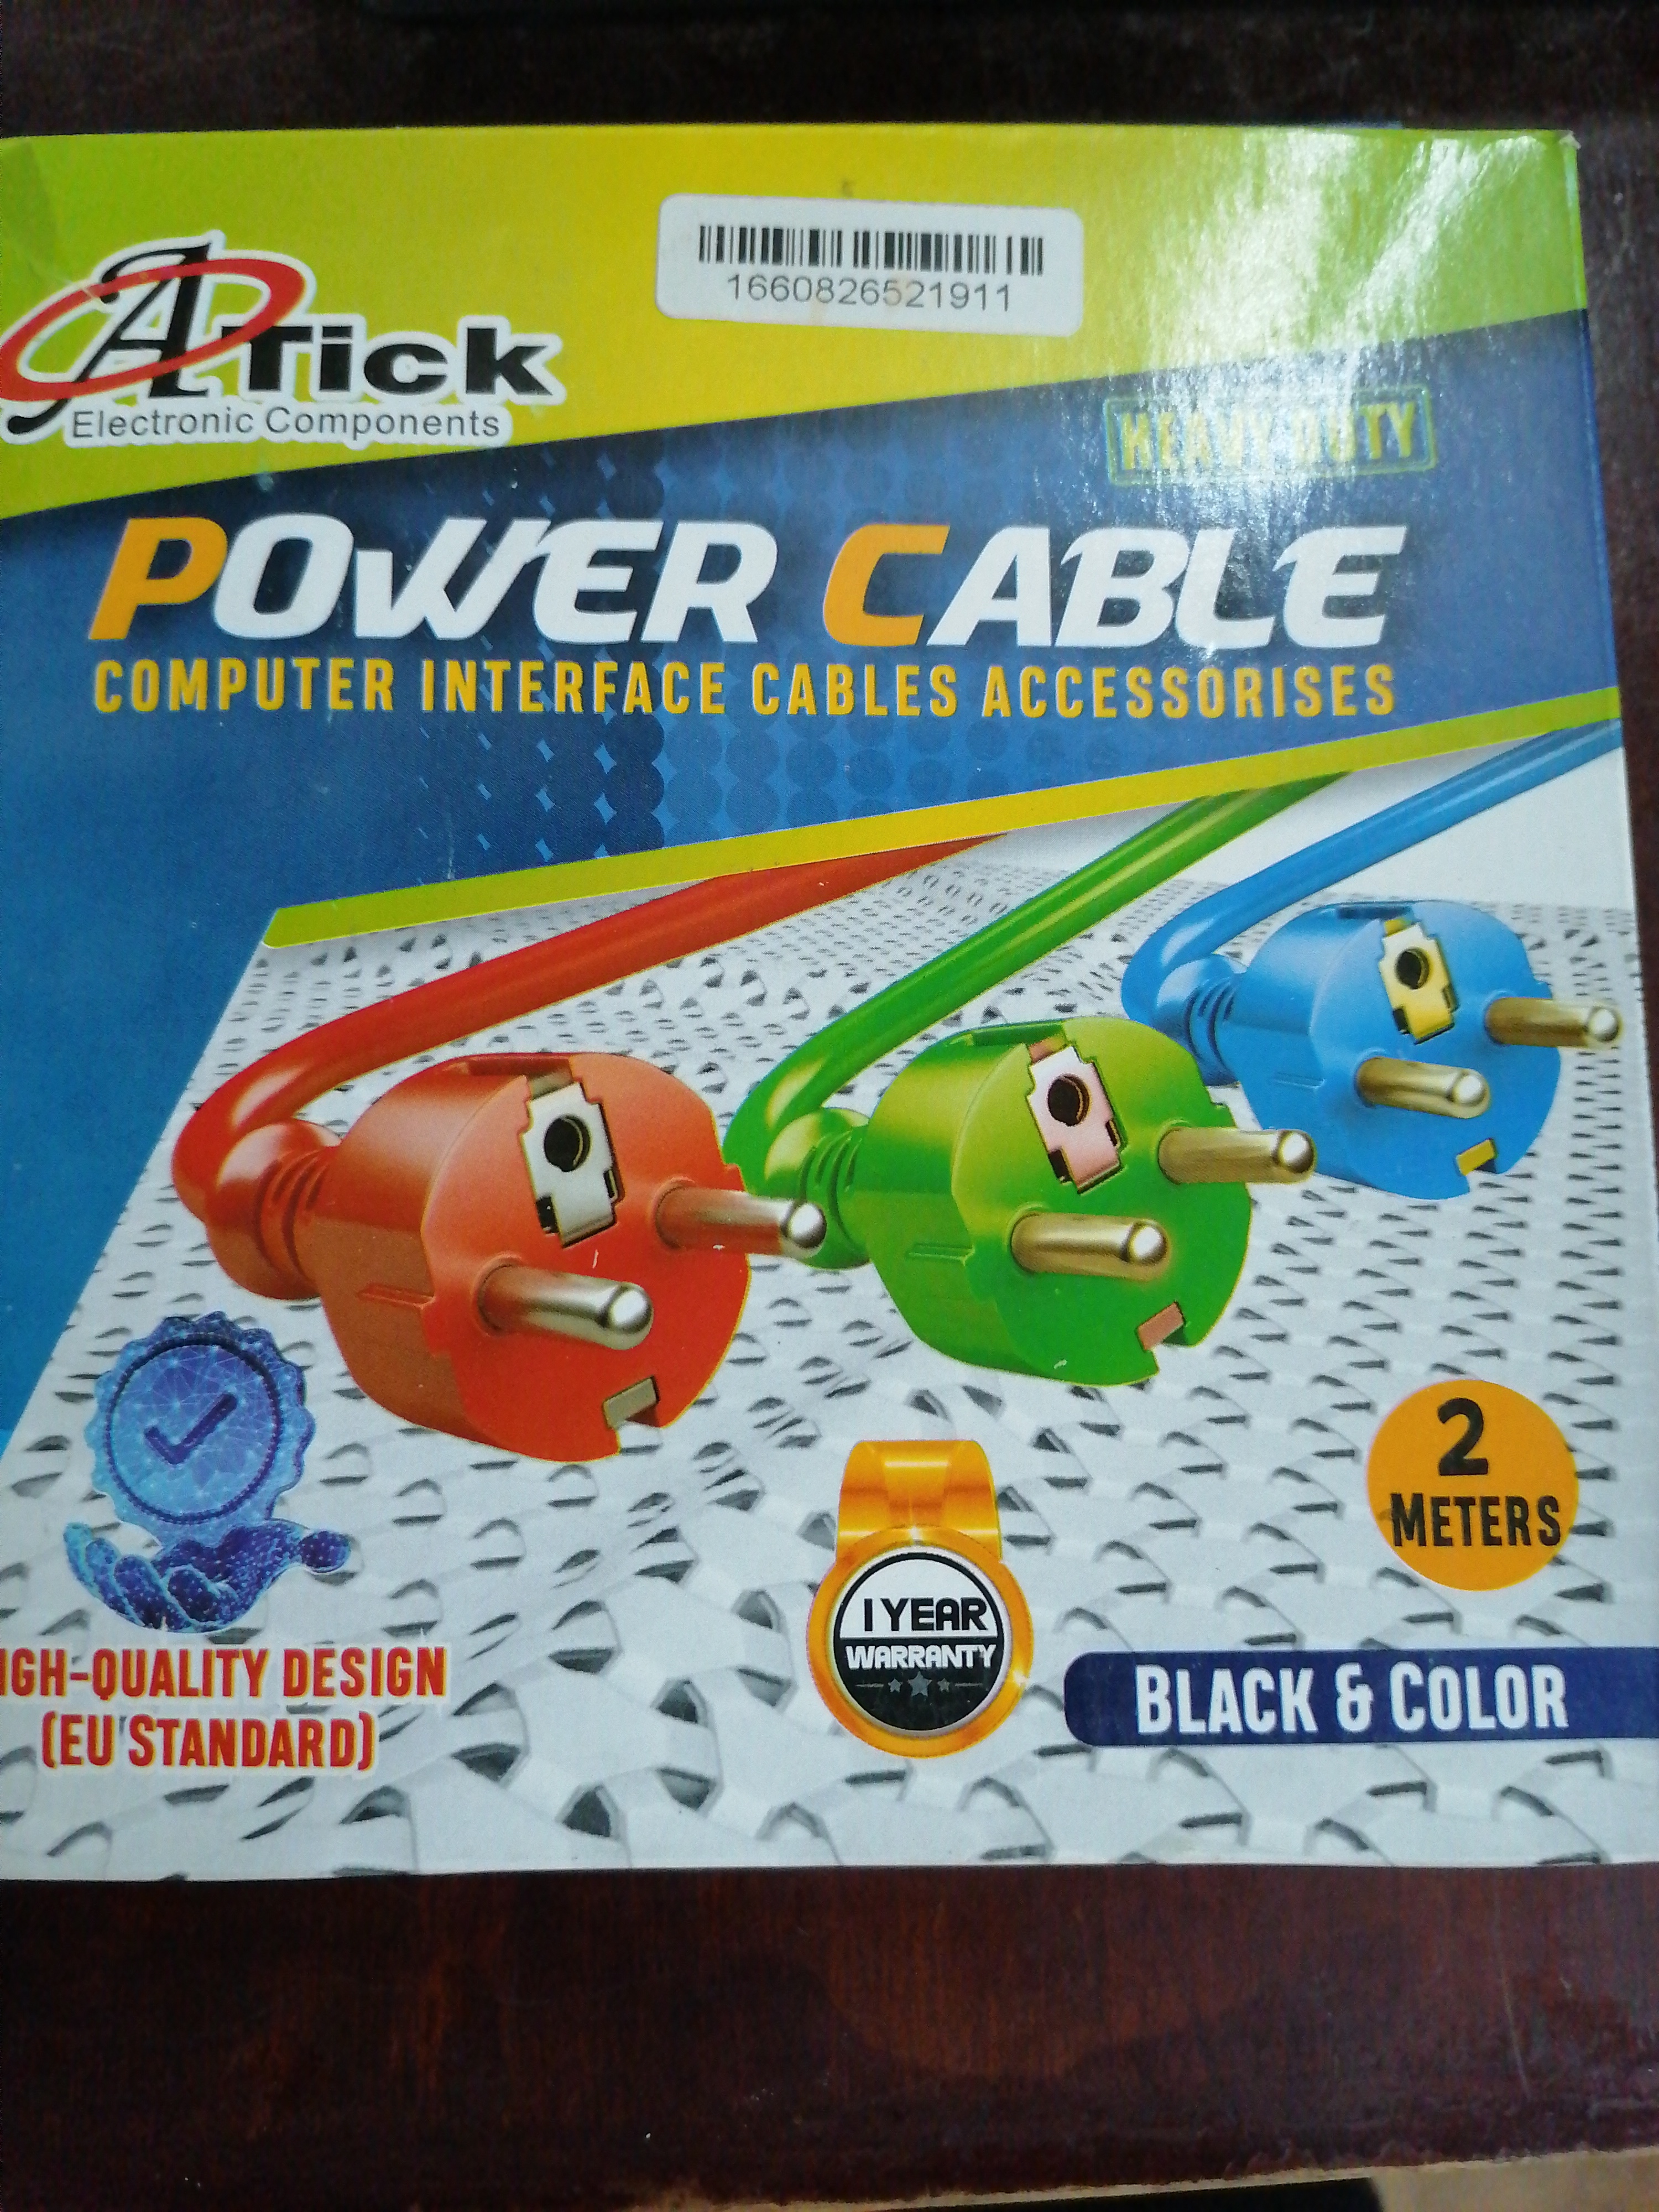 1660826521911
ATick
Electronic Components
HEAVY DUTY
POWER CABLE
COMPUTER INTERFACE CABLES ACCESSORISES
2
METERS
1 YEAR
WARRANTY
IGH-QUALITY DESIGN
(EU STANDARD)
BLACK & COLOR